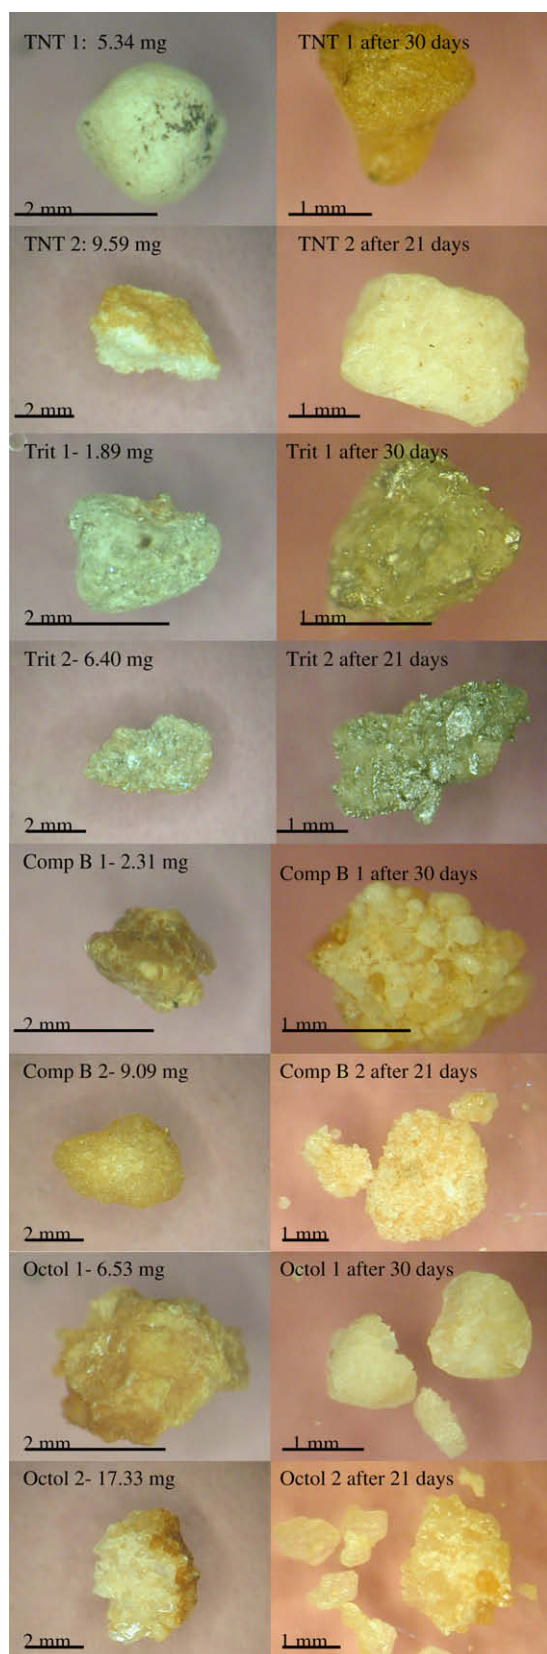 TNT 1: 5.34 mg
TNT 1 after 30 days
2 mm
1 mm
TNT 2: 9.59 mg
TNT 2 after 21 days
2 mm
1 mm
Trit 1- 1.89 mg
Trit 1 after 30 days
2 mm
1 mm
Trit 2- 6.40 mg
Trit 2 after 21 days
2 mm
1 mm
Comp B 1- 2.31 mg
Comp B 1 after 30 days
2 mm
1 mm
Comp B 2- 9.09 mg
Comp B 2 after 21 days
2 mm
1 mm
Octol 1- 6.53 mg
Octol 1 after 30 days
2 mm
1 mm
Octol 2- 17.33 mg
Octol 2 after 21 days
2 mm
1 mm